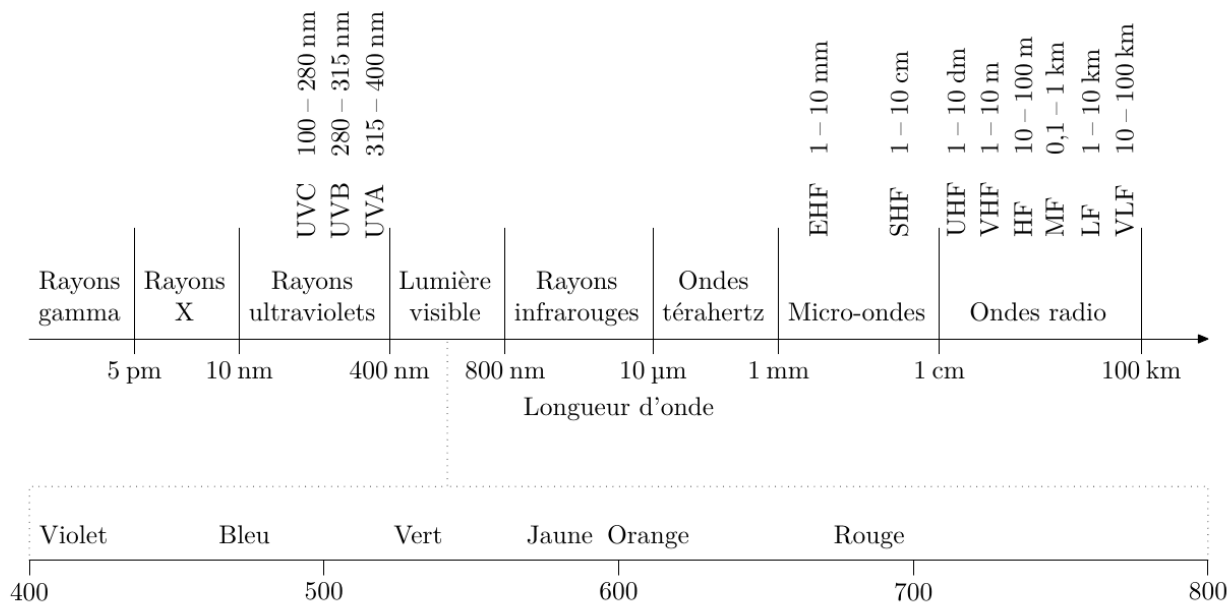 UVC 100 – 280 nm
UVB 280 – 315 nm
UVA 315 – 400 nm
EHF 1 – 10 mm
SHF 1 – 10 cm
UHF 1 – 10 dm
VHF 1 – 10 m
HF 10 – 100 m
MF 0,1 – 1 km
LF 1 – 10 km
VLF 10 – 100 km
Rayons
gamma
Rayons
X
Rayons
ultraviolets
Lumière
visible
Rayons
infrarouges
Ondes
térahertz
Micro-ondes
Ondes radio
5 pm 10 nm 400 nm 800 nm 10 µm 1 mm 1 cm 100 km
Longueur d'onde
Violet Bleu Vert Jaune Orange Rouge
400 500 600 700 800